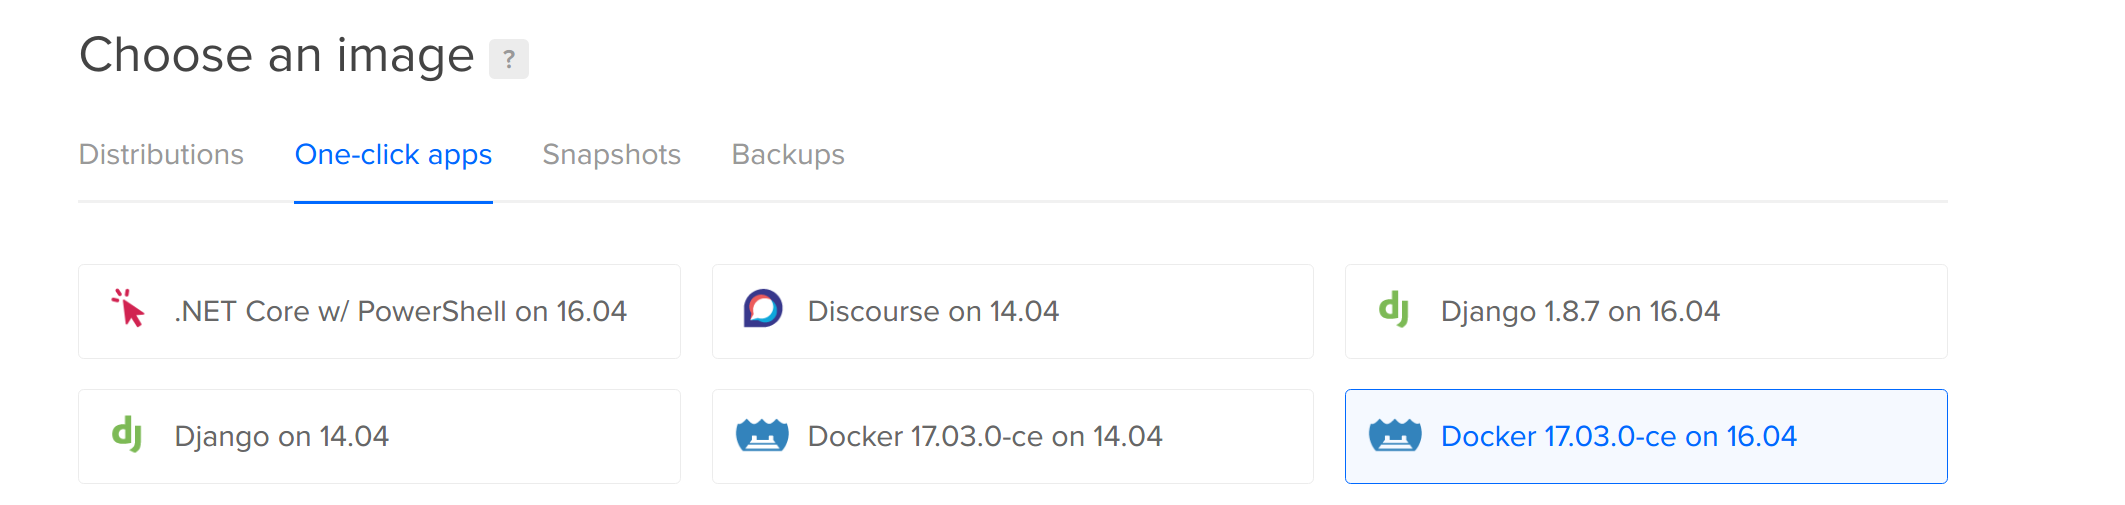 Choose an image ?
Distributions One-click apps Snapshots Backups
.NET Core w/ PowerShell on 16.04
Discourse on 14.04
dj Django 1.8.7 on 16.04
dj Django on 14.04
Docker 17.03.0-ce on 14.04
Docker 17.03.0-ce on 16.04